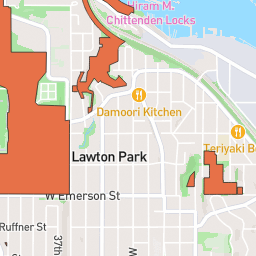 Hiram M.
Chittenden Locks
Damoori Kitchen
Teriyaki B
Lawton Park
W Emerson St
Ruffner St
37th
W